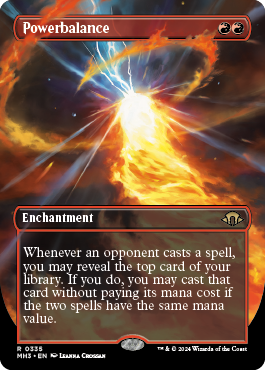 Powerbalance
Enchantment
Whenever an opponent casts a spell,
you may reveal the top card of your
library. If you do, you may cast that
card without paying its mana cost if
the two spells have the same mana
value.
R 0335
MH3 • EN Leanna Crossan
™ & © 2024 Wizards of the Coast